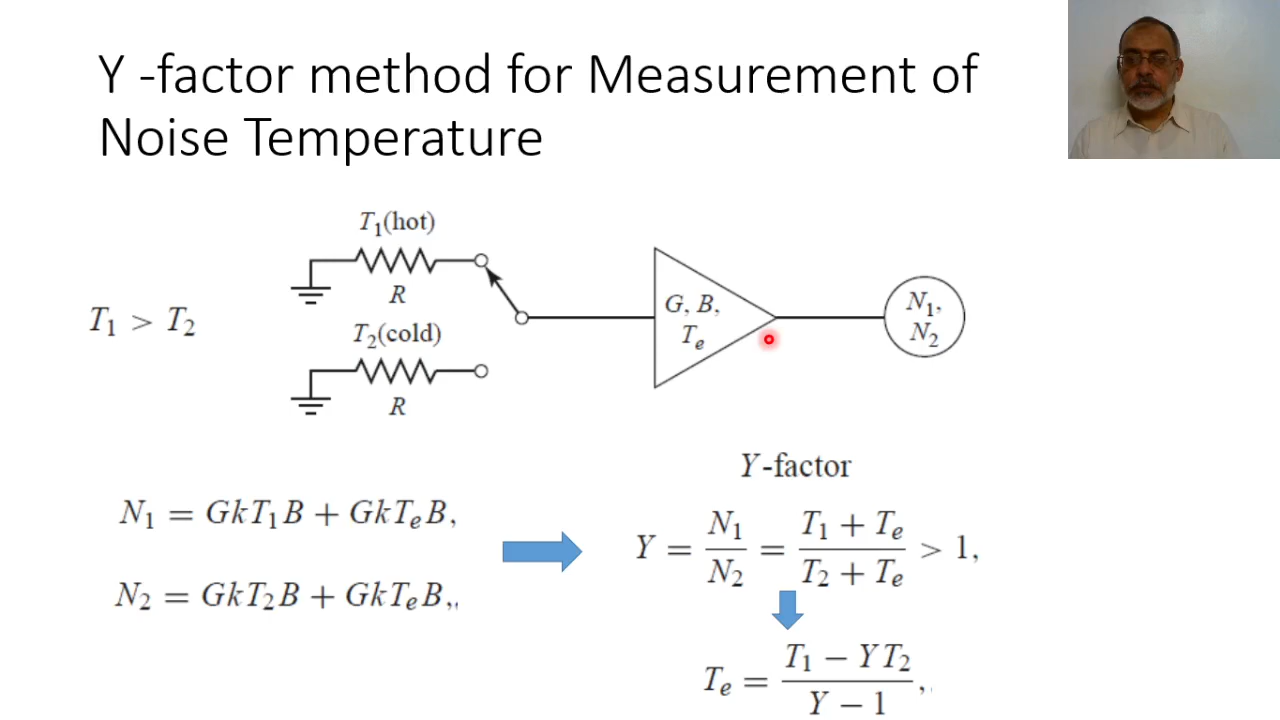 Y -factor method for Measurement of
Noise Temperature
T₁(hot)
R
T₁ > T₂
T₂(cold)
R
G, B,
Tₑ
N₁,
N₂
Y-factor
N₁ = GkT₁B + GkTₑB,
N₂ = GkT₂B + GkTₑB,,
Y = N₁/N₂ = (T₁ + Tₑ)/(T₂ + Tₑ) > 1,
Tₑ = (T₁ − YT₂)/(Y − 1),